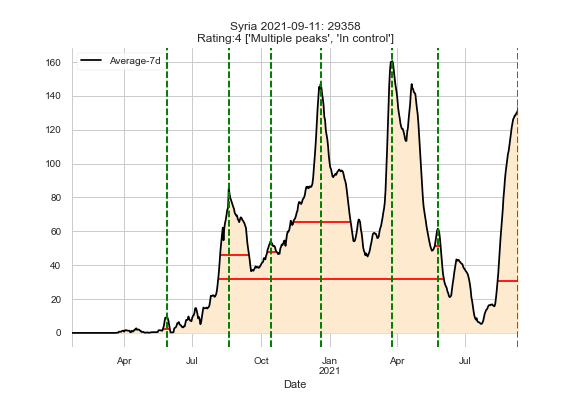 Syria 2021-09-11: 29358
Rating:4 ['Multiple peaks', 'In control']
Average-7d
160
140
120
100
80
60
40
20
0
Apr
Jul
Oct
Jan
2021
Apr
Jul
Date